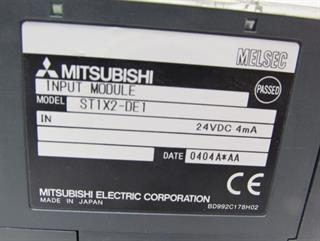 MELSEC
MITSUBISHI
INPUT MODULE
PASSED
MODEL ST1X2-DE1
IN 24VDC 4mA
DATE 0404A*AA
MITSUBISHI ELECTRIC CORPORATION
MADE IN JAPAN
BD992C178H02
CE